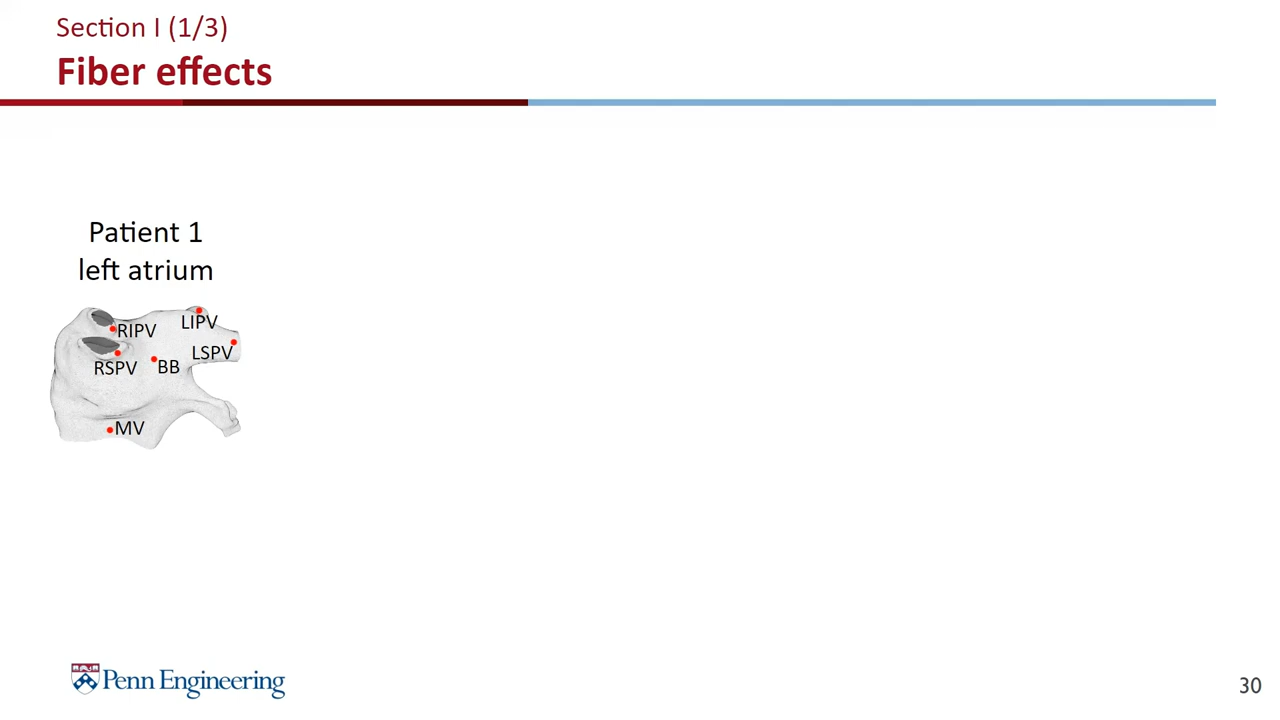 Section I (1/3)
Fiber effects
Patient 1
left atrium
RIPV
LIPV
LSPV
RSPV
BB
MV
Penn Engineering
30